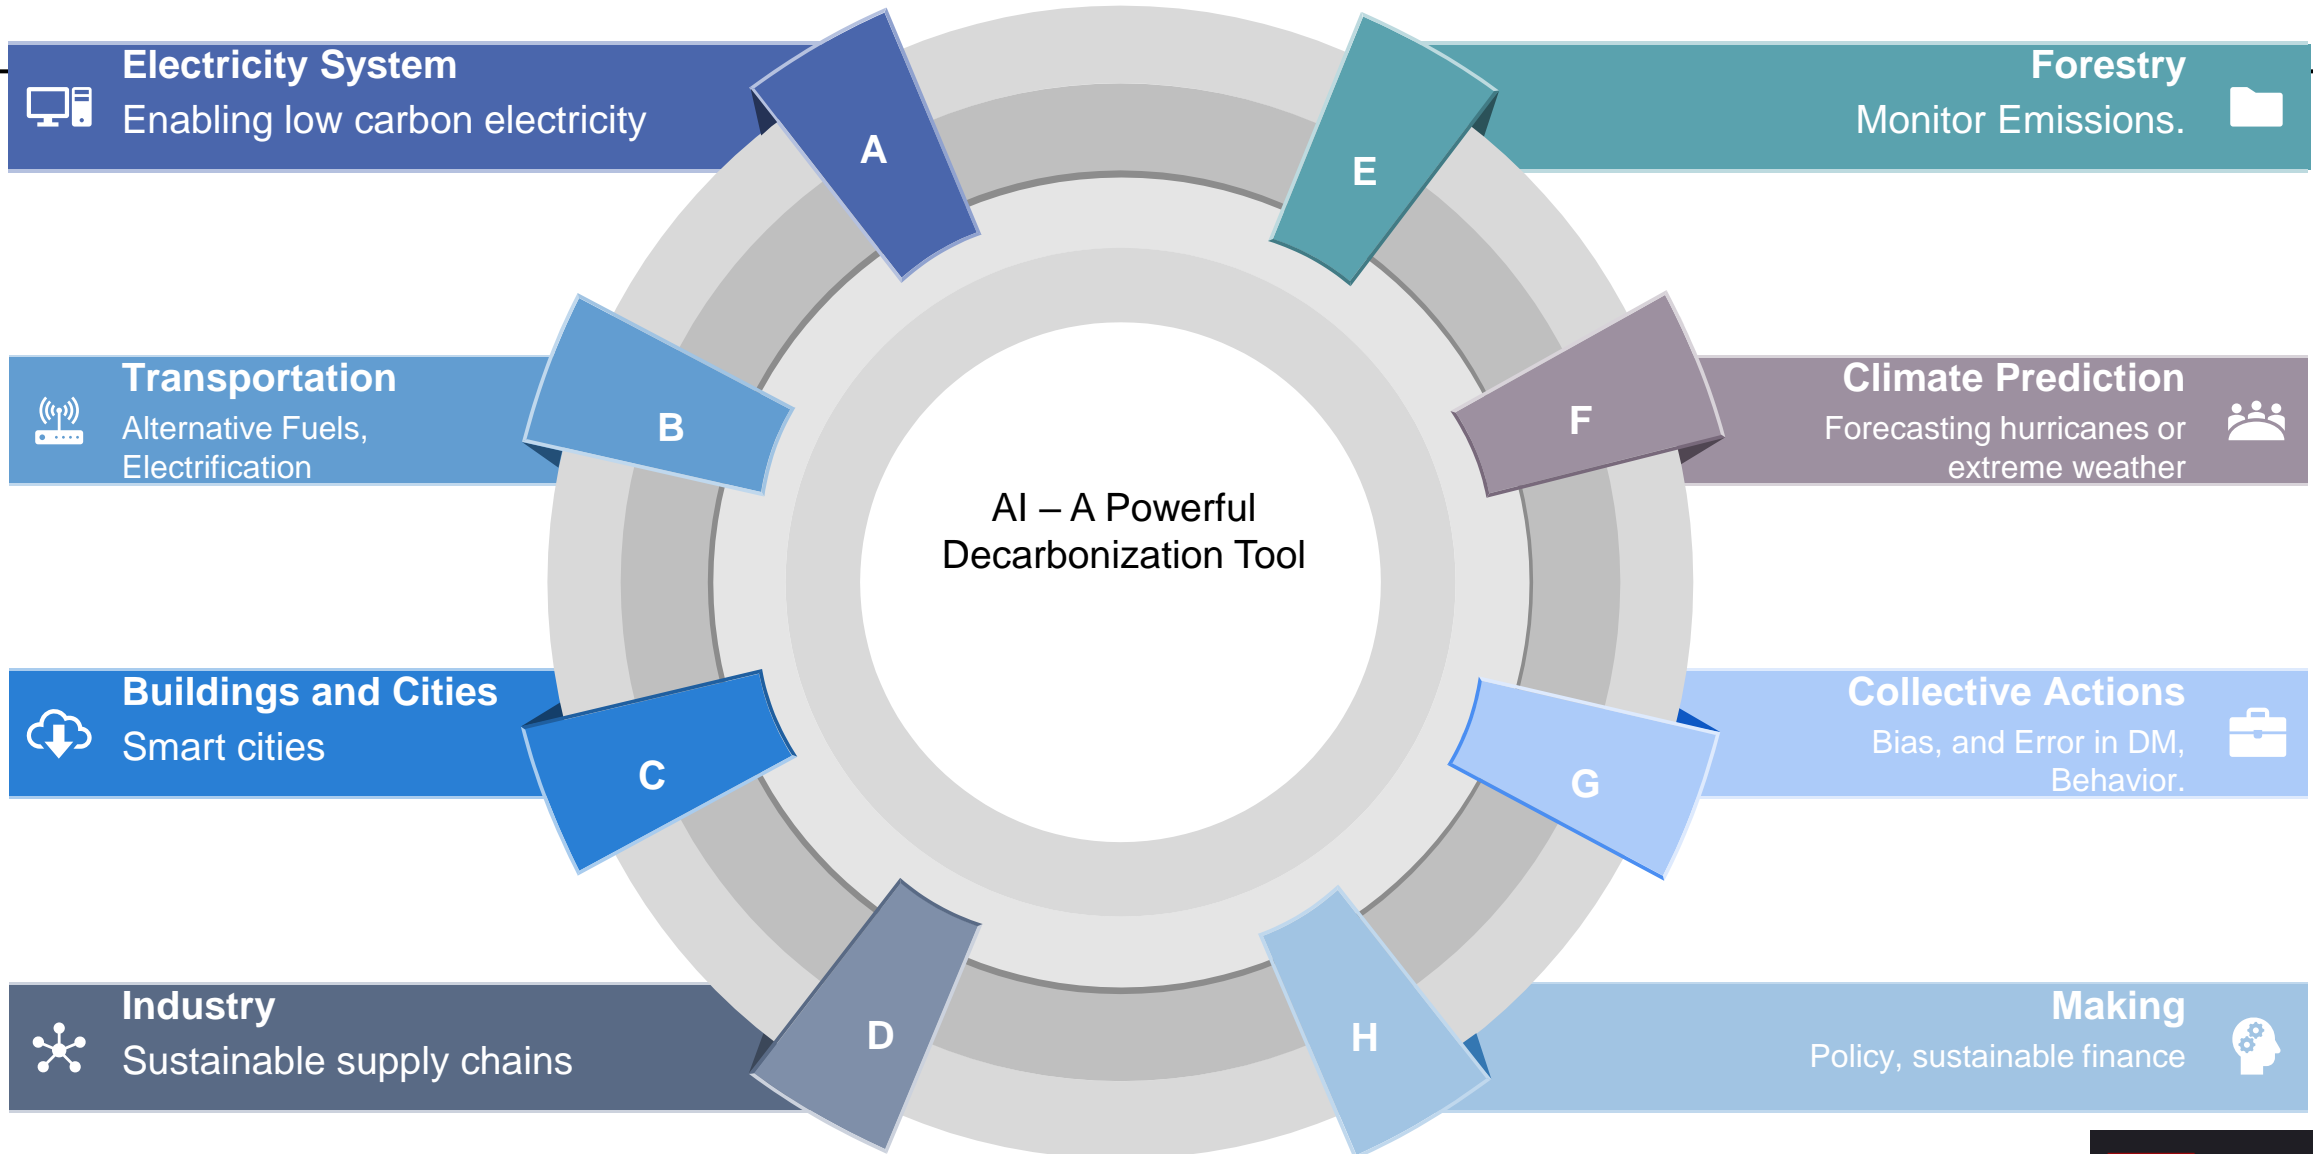 Electricity System
Enabling low carbon electricity
A
Transportation
Alternative Fuels,
Electrification
B
Buildings and Cities
Smart cities
C
Industry
Sustainable supply chains
D
AI – A Powerful
Decarbonization Tool
Forestry
Monitor Emissions.
E
Climate Prediction
Forecasting hurricanes or
extreme weather
F
Collective Actions
Bias, and Error in DM,
Behavior.
G
Making
Policy, sustainable finance
H